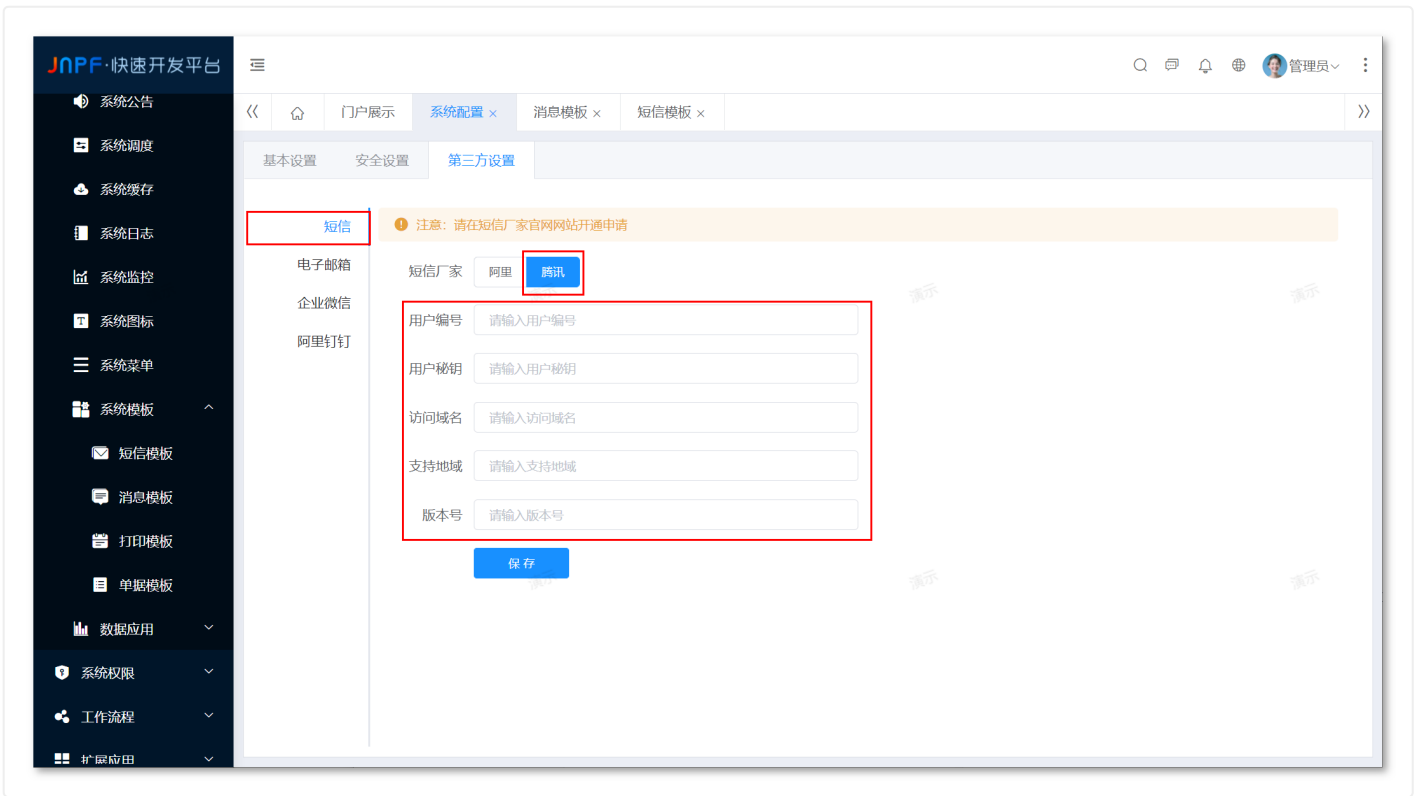 JNPF·快速开发平台
管理员
系统公告
系统调度
系统缓存
系统日志
系统监控
系统图标
系统菜单
系统模板
短信模板
消息模板
打印模板
单据模板
数据应用
系统权限
工作流程
扩展应用
门户展示
系统配置 ×
消息模板 ×
短信模板 ×
基本设置
安全设置
第三方设置
短信
电子邮箱
企业微信
阿里钉钉
注意：请在短信厂家官网网站开通申请
短信厂家 阿里 腾讯
用户编号 请输入用户编号
用户秘钥 请输入用户秘钥
访问域名 请输入访问域名
支持地域 请输入支持地域
版本号 请输入版本号
保存
演示
演示
演示
演示
演示